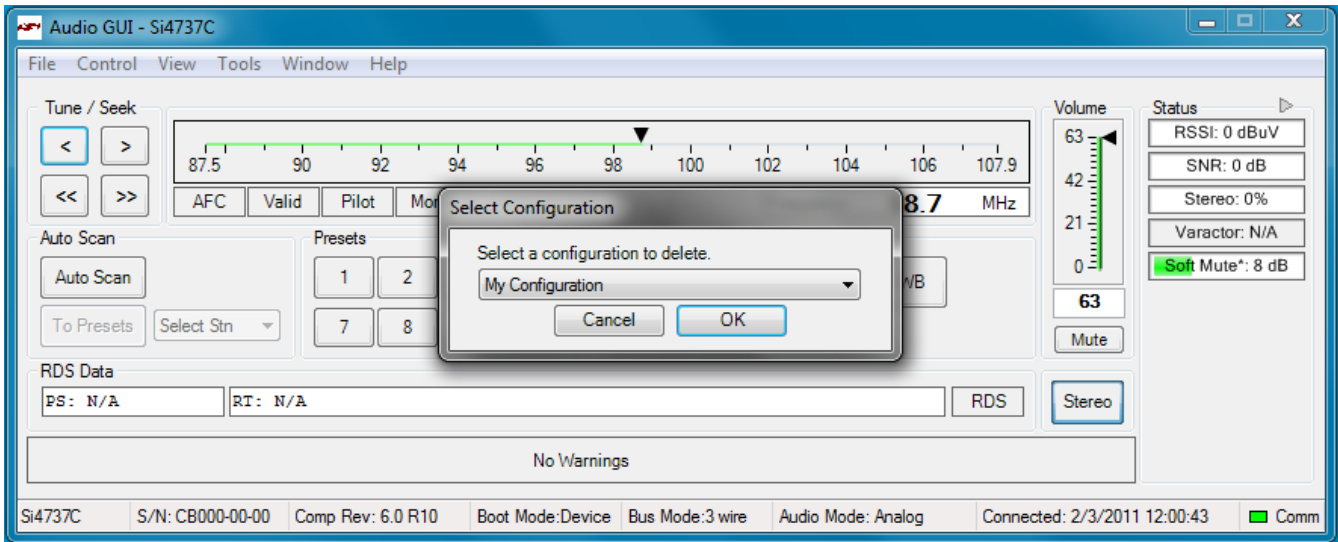 Audio GUI - Si4737C
File Control View Tools Window Help
Tune / Seek
< >
<< >>
87.5 90 92 94 96 98 100 102 104 106 107.9
AFC Valid Pilot 8.7 MHz
Volume
63
42
21
0
63
Mute
Status
RSSI: 0 dBuV
SNR: 0 dB
Stereo: 0%
Varactor: N/A
Soft Mute*: 8 dB
Auto Scan
Auto Scan
To Presets Select Stn
Presets
1 2
7 8
WB
Select Configuration
Select a configuration to delete.
My Configuration
Cancel OK
RDS Data
PS: N/A RT: N/A RDS
Stereo
No Warnings
Si4737C S/N: CB000-00-00 Comp Rev: 6.0 R10 Boot Mode:Device Bus Mode:3 wire Audio Mode: Analog Connected: 2/3/2011 12:00:43 Comm